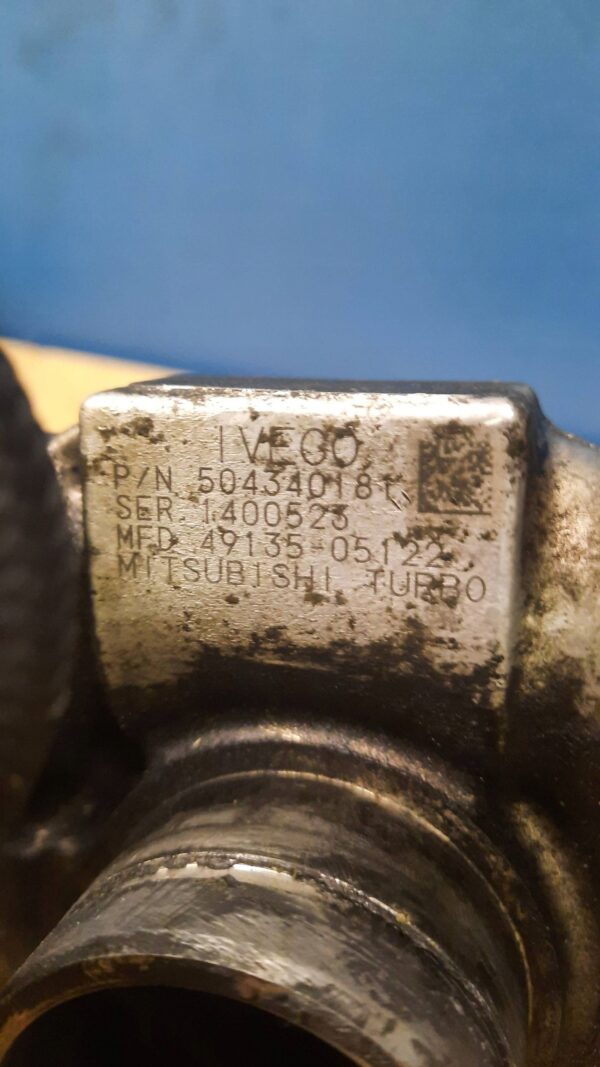 IVECO
P/N 504340181
SER 1400523
MFD 49135-05122
MITSUBISHI TURBO